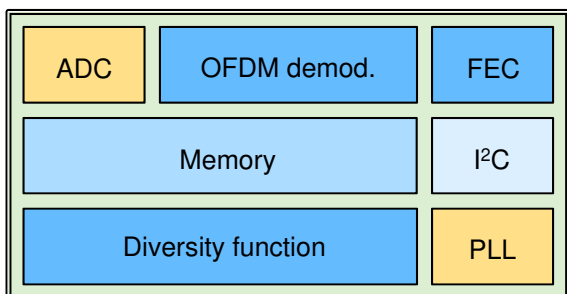 ADC
OFDM demod.
FEC
Memory
I²C
Diversity function
PLL